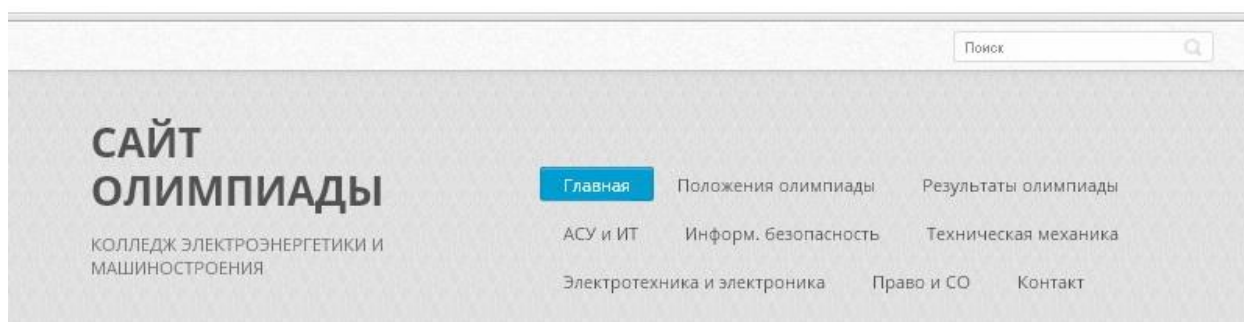 Поиск
САЙТ
ОЛИМПИАДЫ
КОЛЛЕДЖ ЭЛЕКТРОЭНЕРГЕТИКИ И
МАШИНОСТРОЕНИЯ
Главная Положения олимпиады Результаты олимпиады
АСУ и ИТ Информ. безопасность Техническая механика
Электротехника и электроника Право и СО Контакт